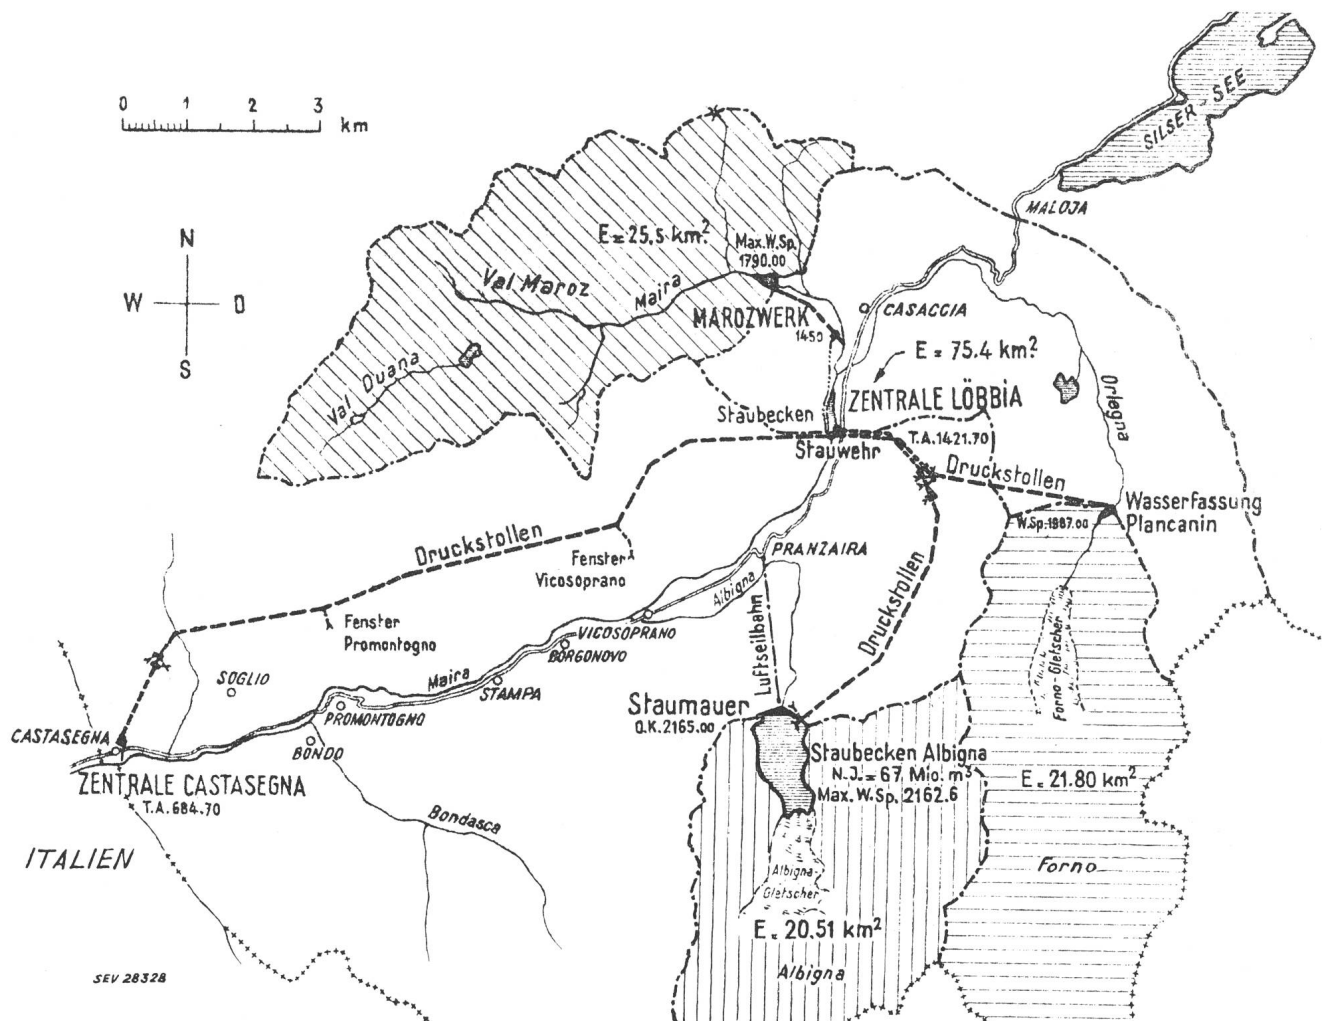 0 1 2 3
km
SILSER-SEE
MALOJA
N
W O
S
E = 25,5 km²
Max.W.Sp.
1790.00
Val Maroz
Maira
MAROZWERK
1450
CASACCIA
E = 75.4 km²
Val Duana
ZENTRALE LÖBBIA
Orlegna
Staubecken
Stauwehr
T.A.1421.70
Druckstollen
Wasserfassung
Plancanin
W.Sp.1987.00
Druckstollen
Fenster
Vicosoprano
PRANZAIRA
Albigna
Druckstollen
Luftseilbahn
Forno-Gletscher
Fenster
Promontogno
VICOSOPRANO
BORGONOVO
SOGLIO
Maira
STAMPA
PROMONTOGNO
BONDO
CASTASEGNA
Staumauer
O.K.2165.00
Staubecken Albigna
N.J. = 67 Mio. m³
Max.W.Sp. 2162.6
E = 21.80 km²
ZENTRALE CASTASEGNA
T.A.684.70
Bondasca
ITALIEN
Albigna-
Gletscher
Forno
E = 20.51 km²
Albigna
SEV 28328